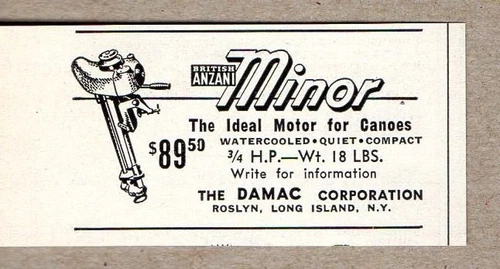 BRITISH
ANZANI
Minor
The Ideal Motor for Canoes
WATERCOOLED•QUIET•COMPACT
$89.50
3/4 H.P.—Wt. 18 LBS.
Write for information
THE DAMAC CORPORATION
ROSLYN, LONG ISLAND, N.Y.